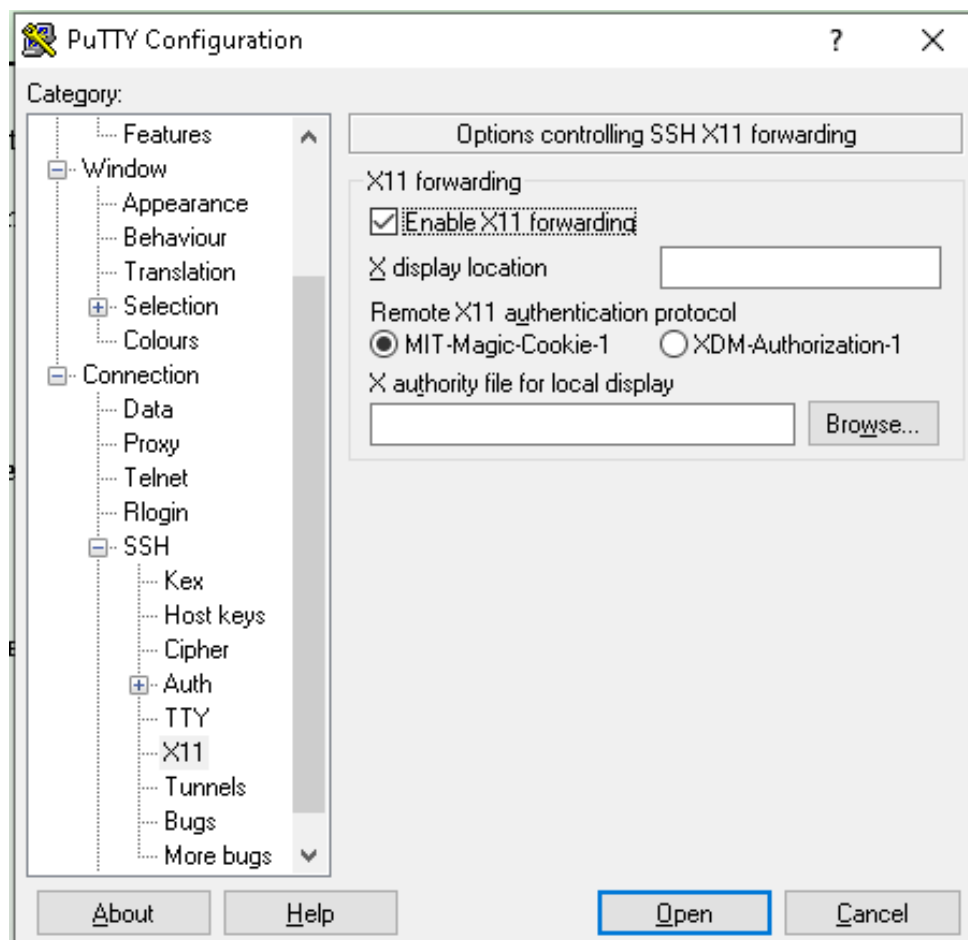 PuTTY Configuration
?
Category:
Features
Window
Appearance
Behaviour
Translation
Selection
Colours
Connection
Data
Proxy
Telnet
Rlogin
SSH
Kex
Host keys
Cipher
Auth
TTY
X11
Tunnels
Bugs
More bugs
Options controlling SSH X11 forwarding
X11 forwarding
Enable X11 forwarding
X display location
Remote X11 authentication protocol
MIT-Magic-Cookie-1 XDM-Authorization-1
X authority file for local display
Browse...
About Help Open Cancel